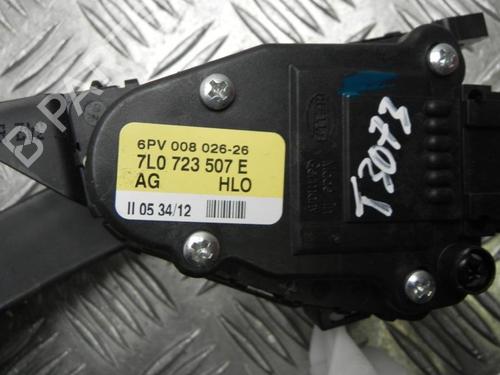 6PV 008 026-26
7L0 723 507 E
AG HLO
II 05 34/12
T3073